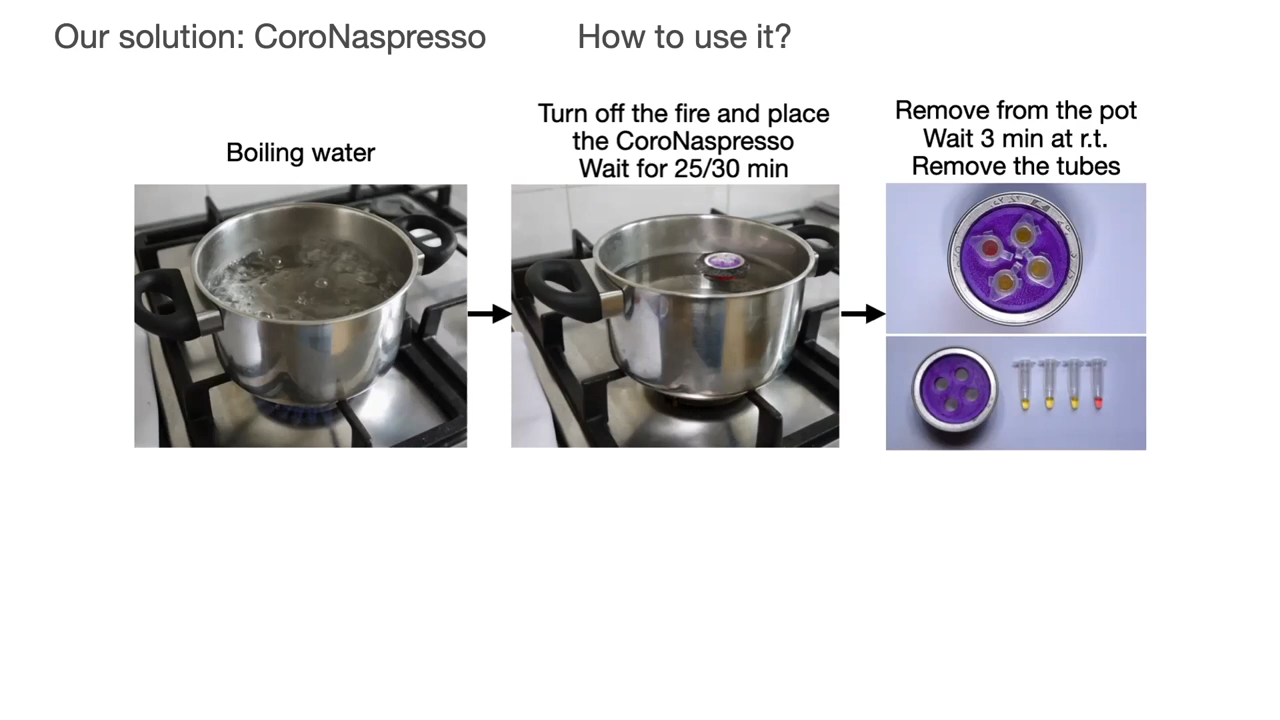 Our solution: CoroNaspresso
How to use it?
Boiling water
Turn off the fire and place
the CoroNaspresso
Wait for 25/30 min
Remove from the pot
Wait 3 min at r.t.
Remove the tubes